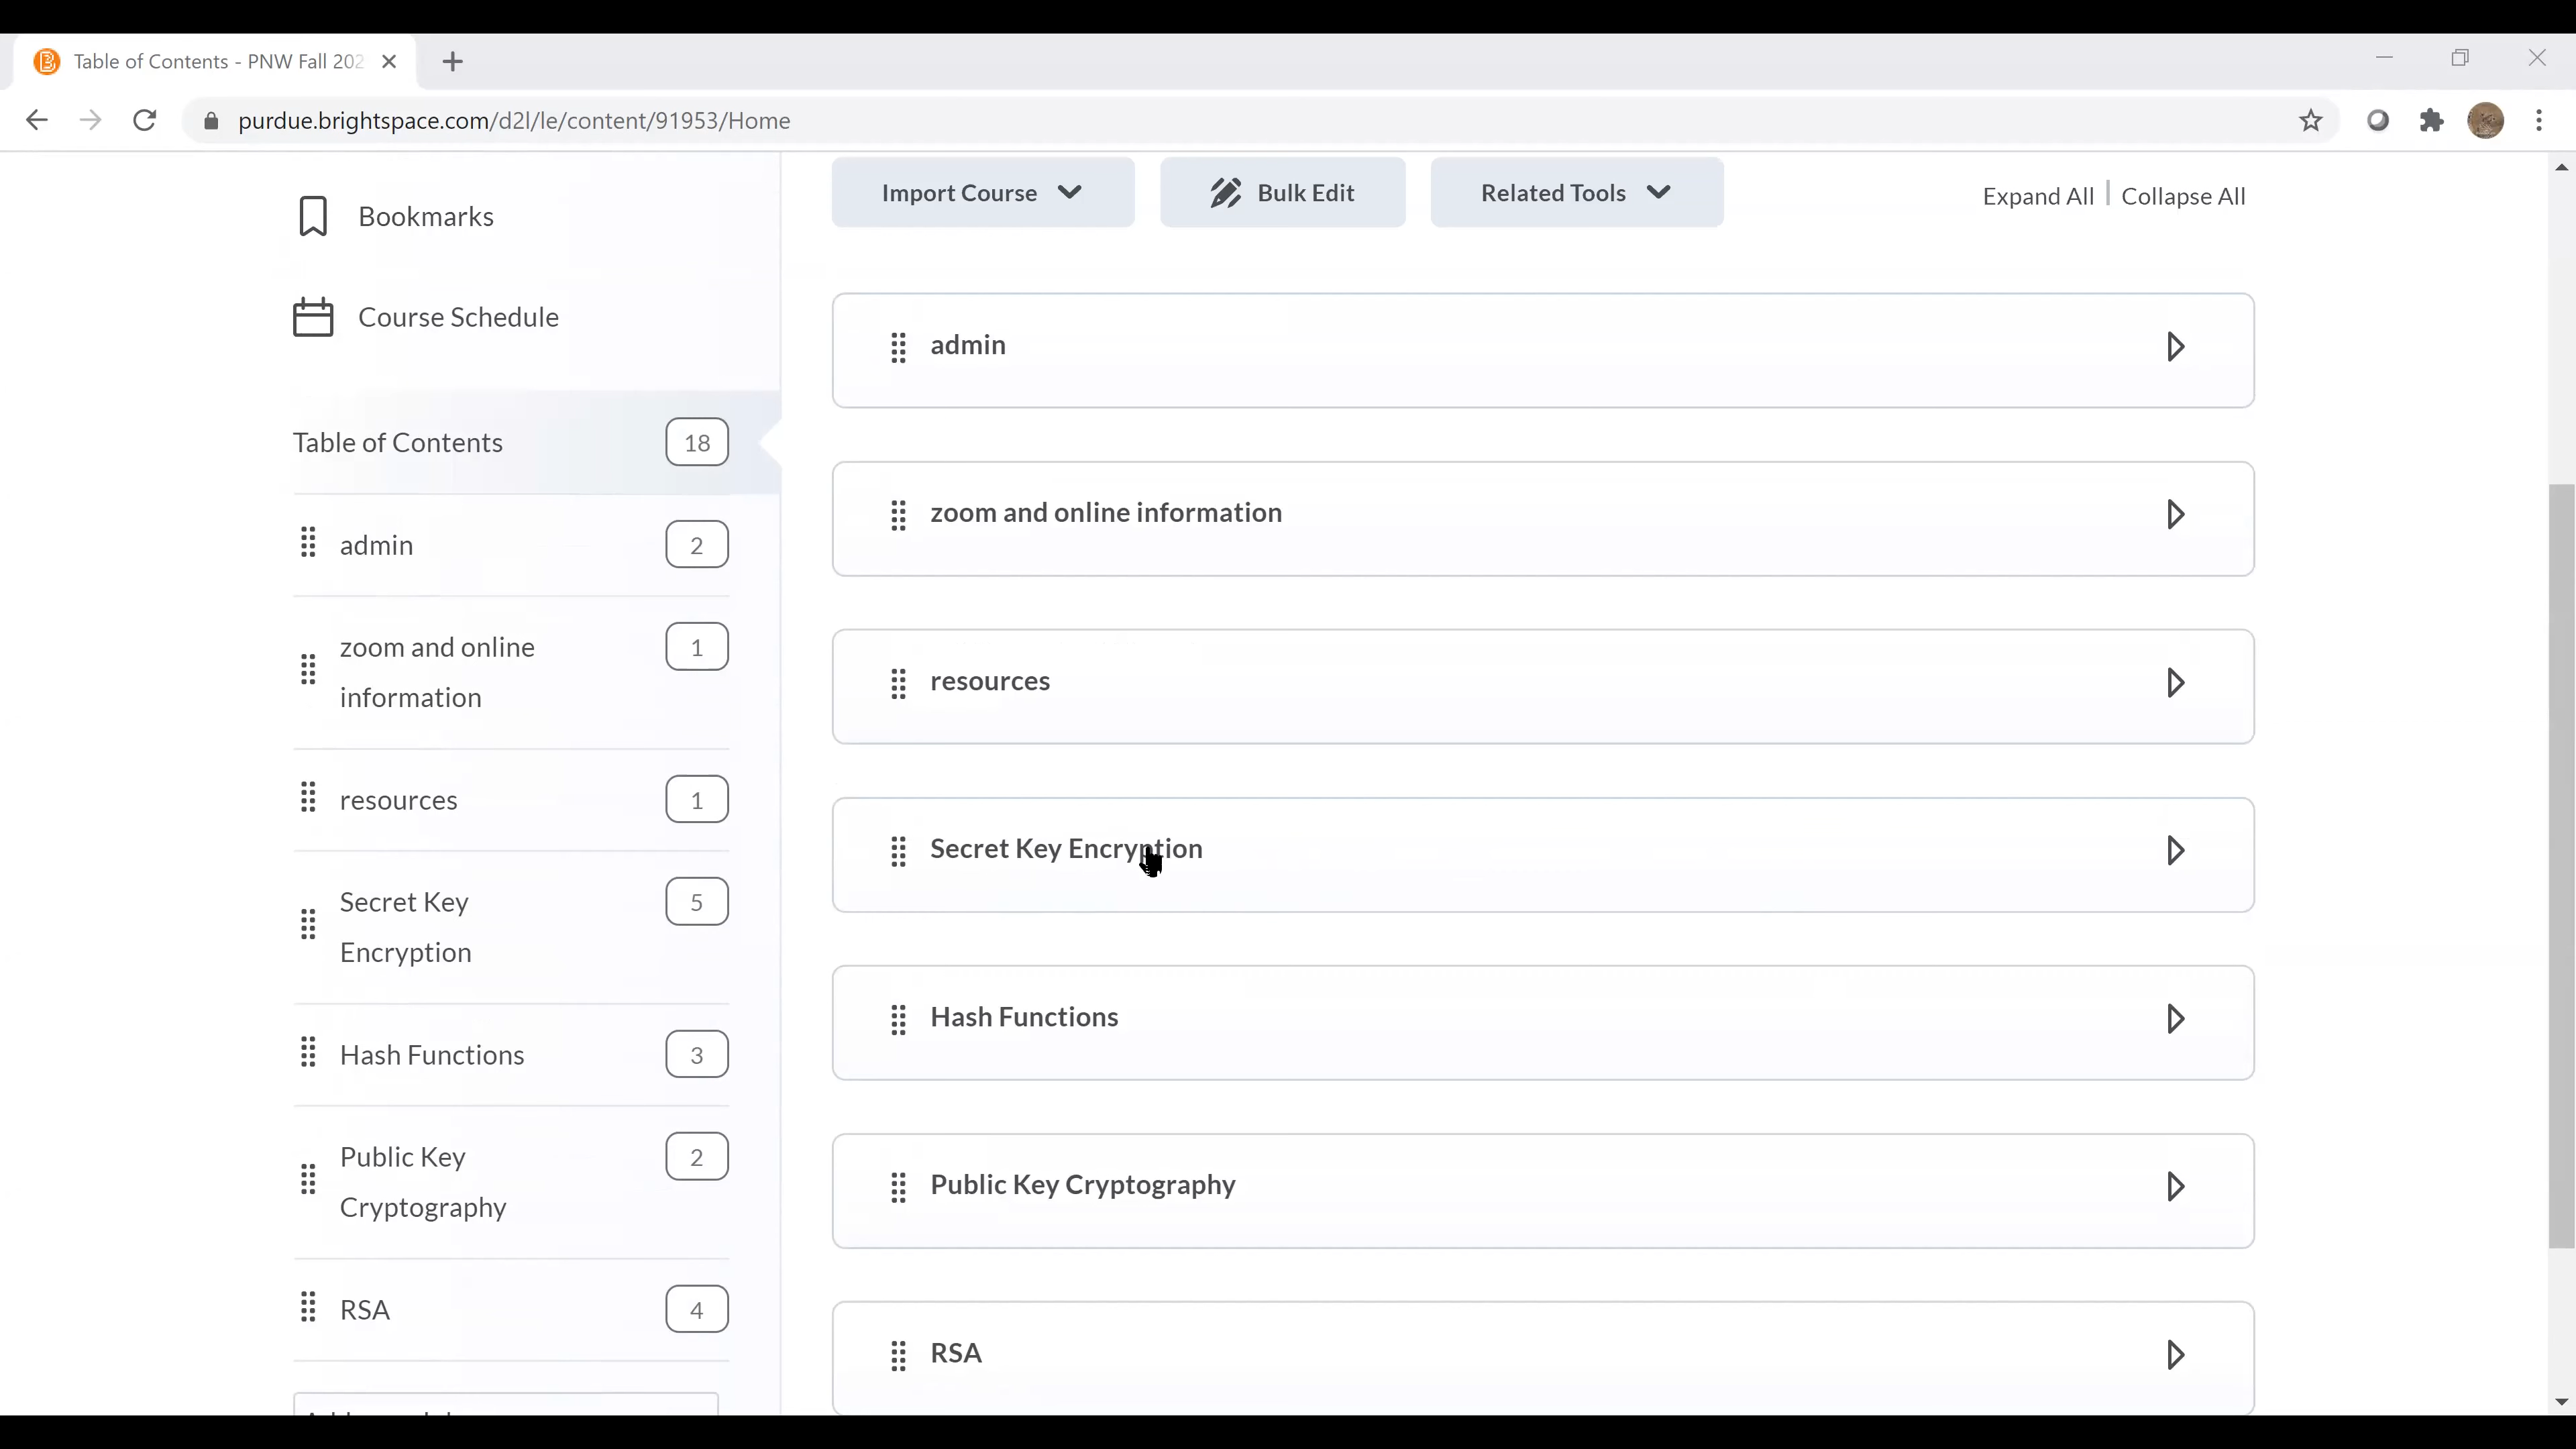 Table of Contents - PNW Fall 202
purdue.brightspace.com/d2l/le/content/91953/Home
Bookmarks
Course Schedule
Table of Contents 18
admin 2
zoom and online 1
information
resources 1
Secret Key 5
Encryption
Hash Functions 3
Public Key 2
Cryptography
RSA 4
Import Course
Bulk Edit
Related Tools
Expand All | Collapse All
admin
zoom and online information
resources
Secret Key Encryption
Hash Functions
Public Key Cryptography
RSA